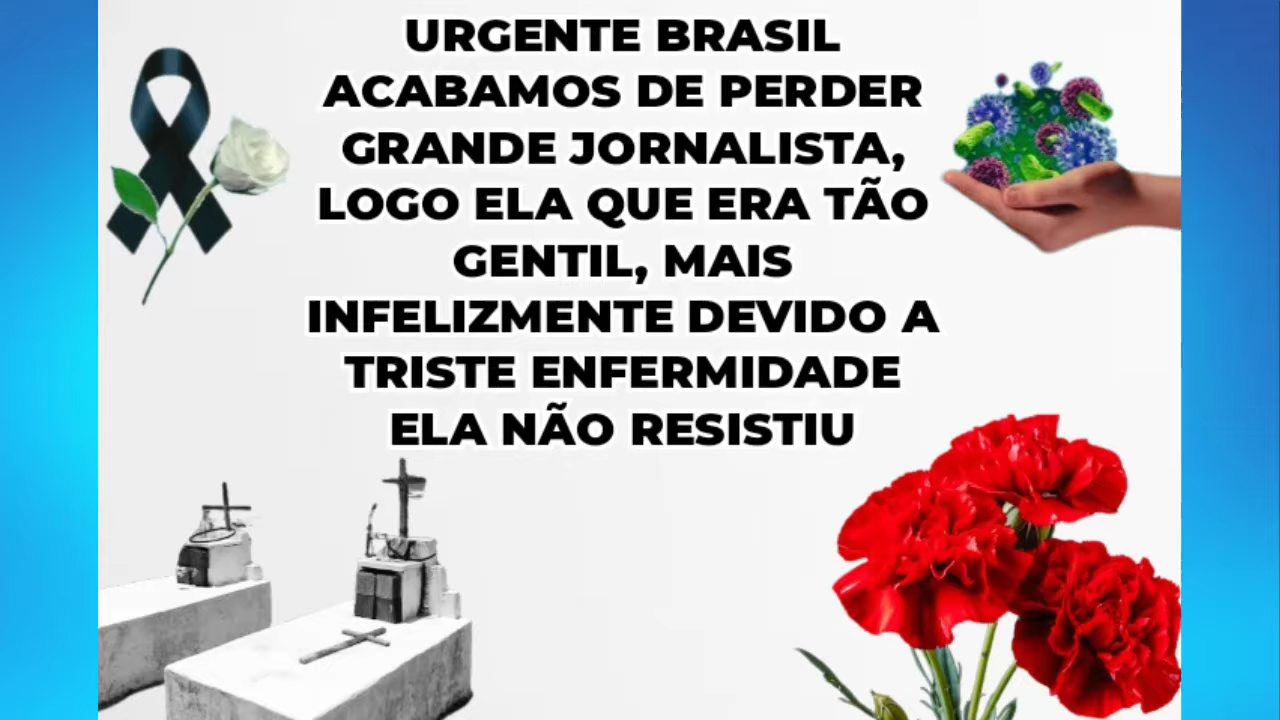 URGENTE BRASIL
ACABAMOS DE PERDER
GRANDE JORNALISTA,
LOGO ELA QUE ERA TÃO
GENTIL, MAIS
INFELIZMENTE DEVIDO A
TRISTE ENFERMIDADE
ELA NÃO RESISTIU